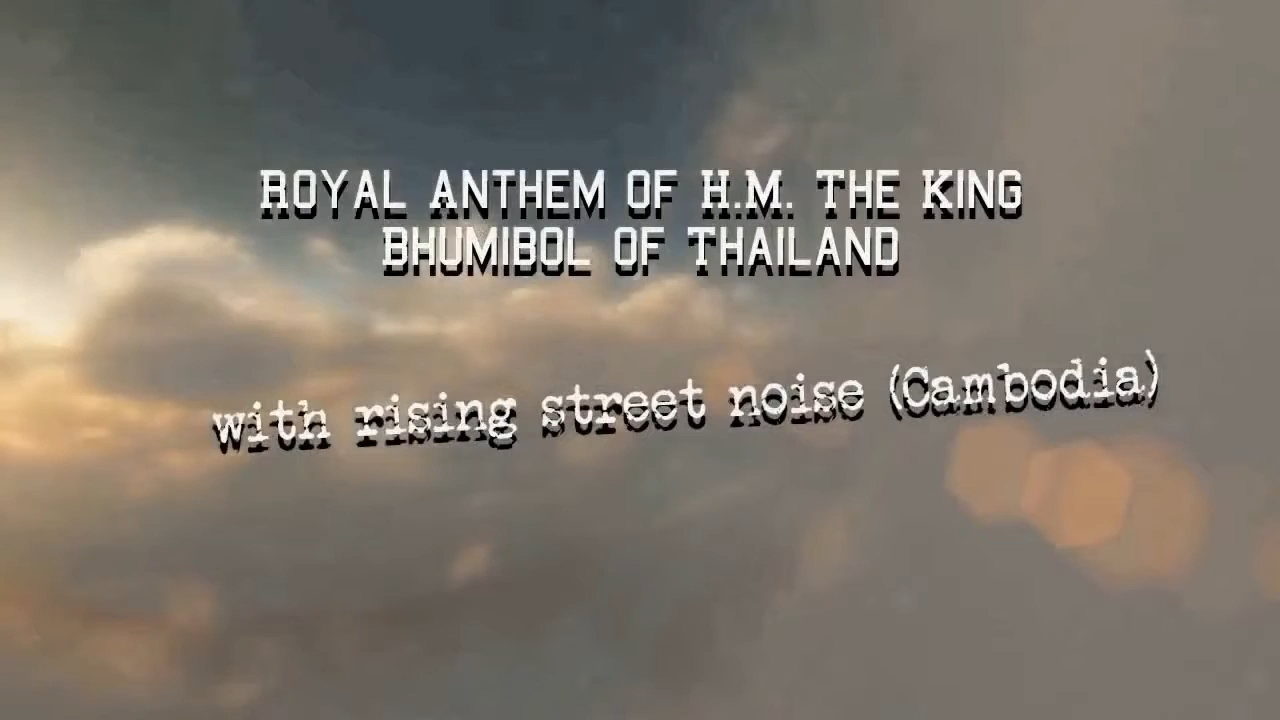 ROYAL ANTHEM OF H.M. THE KING
BHUMIBOL OF THAILAND
with rising street noise (Cambodia)